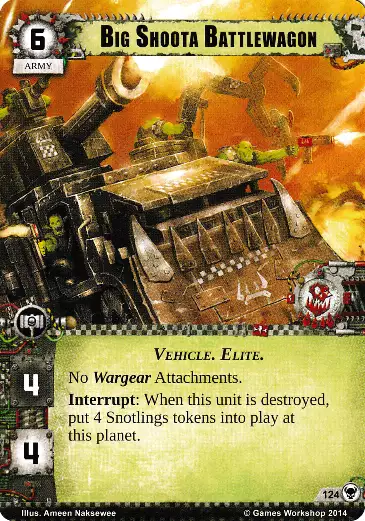 6
ARMY
BIG SHOOTA BATTLEWAGON
VEHICLE. ELITE.
4
No Wargear Attachments.
Interrupt: When this unit is destroyed,
put 4 Snotlings tokens into play at
this planet.
4
124
Illus. Ameen Naksewee
© Games Workshop 2014